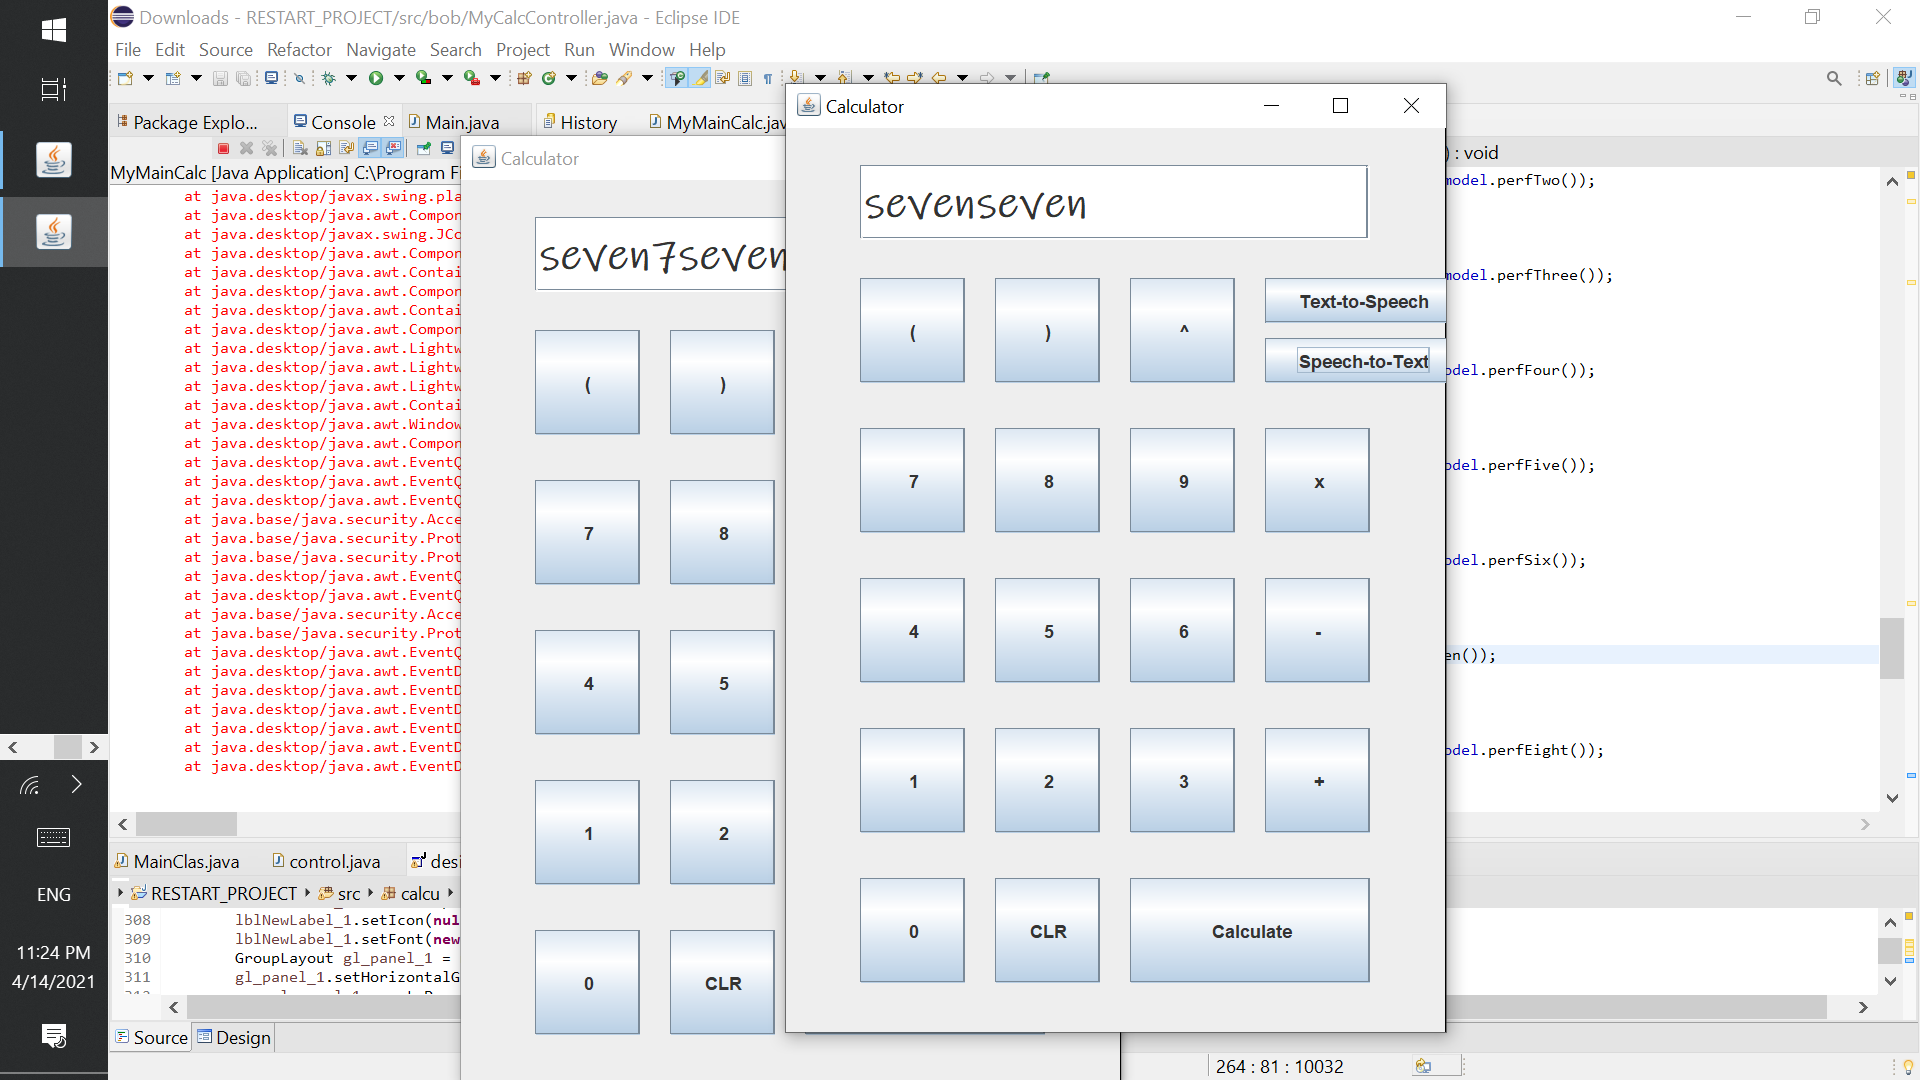 Downloads - RESTART_PROJECT/src/bob/MyCalcController.java - Eclipse IDE
File Edit Source Refactor Navigate Search Project Run Window Help
Package Explo... Console Main.java History MyMainCalc.jav
MyMainCalc [Java Application] C:\Program F
at java.desktop/javax.swing.pla
at java.desktop/java.awt.Compon
at java.desktop/javax.swing.JCo
at java.desktop/java.awt.Compon
at java.desktop/java.awt.Contai
at java.desktop/java.awt.Compon
at java.desktop/java.awt.Contai
at java.desktop/java.awt.Compon
at java.desktop/java.awt.Lightw
at java.desktop/java.awt.Lightw
at java.desktop/java.awt.Lightw
at java.desktop/java.awt.Contai
at java.desktop/java.awt.Window
at java.desktop/java.awt.Compon
at java.desktop/java.awt.EventQ
at java.desktop/java.awt.EventQ
at java.desktop/java.awt.EventQ
at java.base/java.security.Acce
at java.base/java.security.Prot
at java.base/java.security.Prot
at java.desktop/java.awt.EventQ
at java.desktop/java.awt.EventQ
at java.base/java.security.Acce
at java.base/java.security.Prot
at java.desktop/java.awt.EventQ
at java.desktop/java.awt.EventD
at java.desktop/java.awt.EventD
at java.desktop/java.awt.EventD
at java.desktop/java.awt.EventD
at java.desktop/java.awt.EventD
at java.desktop/java.awt.EventD
Calculator
seven7seven
( )
7 8
4 5
1 2
0 CLR
Calculator
sevenseven
( ) ^ Text-to-Speech
Speech-to-Text
7 8 9 x
4 5 6 -
1 2 3 +
0 CLR Calculate
) : void
model.perfTwo());
model.perfThree());
odel.perfFour());
odel.perfFive());
odel.perfSix());
en());
odel.perfEight());
MainClas.java control.java desi
RESTART_PROJECT src calcu
308 lblNewLabel_1.setIcon(nul
309 lblNewLabel_1.setFont(new
310 GroupLayout gl_panel_1 =
311 gl_panel_1.setHorizontalG
Source Design
264 : 81 : 10032
ENG
11:24 PM
4/14/2021